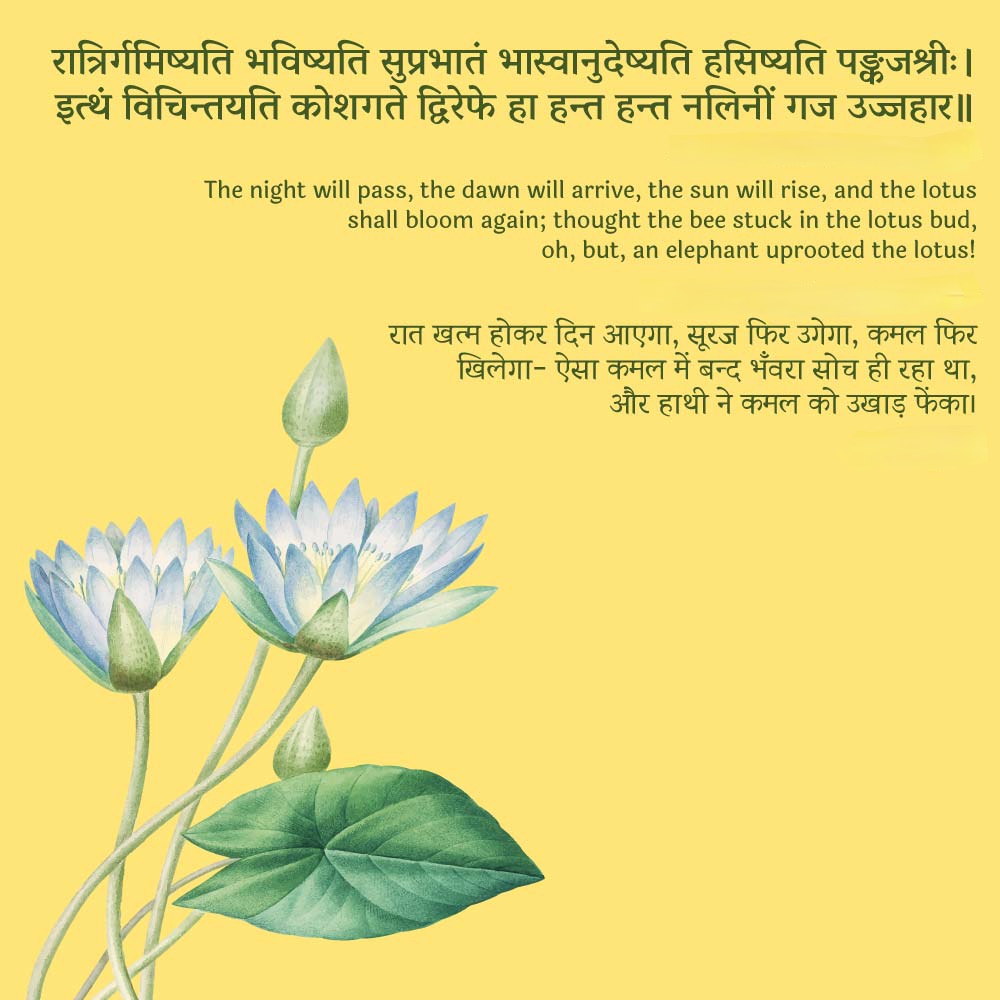 रात्रिर्गमिष्यति भविष्यति सुप्रभातं भास्वानुदेष्यति हसिष्यति पङ्कजश्रीः।
इत्थं विचिन्तयति कोशगते द्विरेफे हा हन्त हन्त नलिनीं गज उज्जहार॥
The night will pass, the dawn will arrive, the sun will rise, and the lotus
shall bloom again; thought the bee stuck in the lotus bud,
oh, but, an elephant uprooted the lotus!
रात खत्म होकर दिन आएगा, सूरज फिर उगेगा, कमल फिर
खिलेगा- ऐसा कमल में बन्द भँवरा सोच ही रहा था,
और हाथी ने कमल को उखाड़ फेंका।